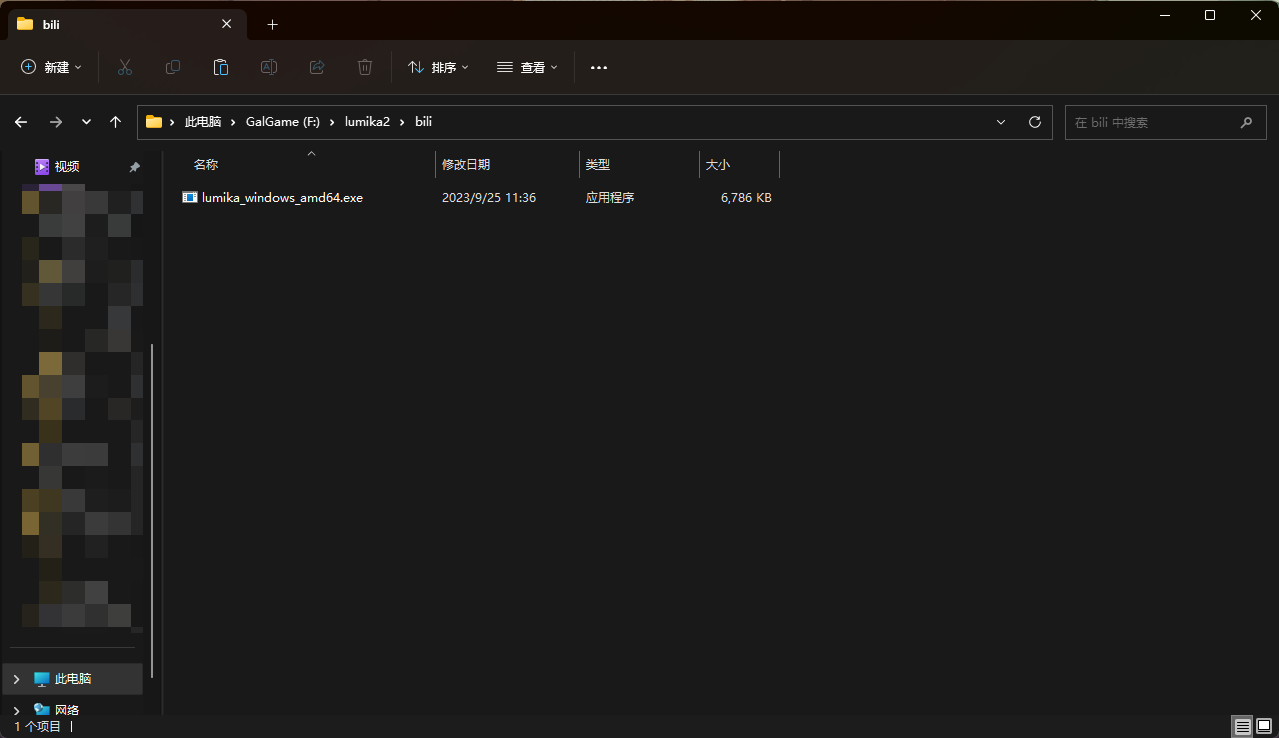 bili
新建
排序
查看
此电脑 GalGame (F:) lumika2 bili
在 bili 中搜索
视频
名称 修改日期 类型 大小
lumika_windows_amd64.exe 2023/9/25 11:36 应用程序 6,786 KB
此电脑
网络
1 个项目